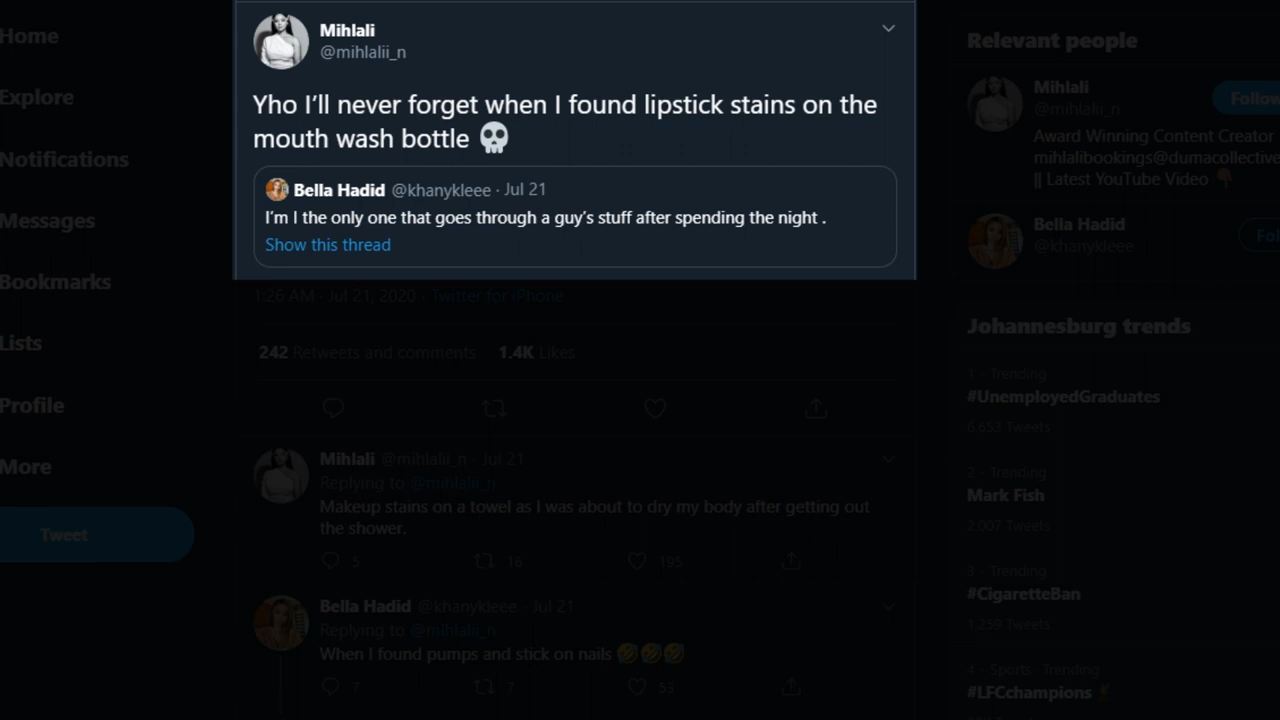 Home
Explore
Notifications
Messages
Bookmarks
Lists
Profile
More
Tweet
Mihlali
@mihlalii_n
Yho I’ll never forget when I found lipstick stains on the
mouth wash bottle 💀
Bella Hadid @khanykleee · Jul 21
I’m I the only one that goes through a guy’s stuff after spending the night .
Show this thread
1:26 AM · Jul 21, 2020 · Twitter for iPhone
242 Retweets and comments 1.4K Likes
Mihlali @mihlalii_n · Jul 21
Replying to @mihlalii_n
Makeup stains on a towel as I was about to dry my body after getting out
the shower.
5 16 195
Bella Hadid @khanykleee · Jul 21
Replying to @mihlalii_n
When I found pumps and stick on nails 🤣🤣🤣
7 7 53
Relevant people
Mihlali
@mihlalii_n
Follow
Award Winning Content Creator
mihlalibookings@dumacollective
|| Latest YouTube Video 👇🏾
Bella Hadid
@khanykleee
Fol
Johannesburg trends
1 · Trending
#UnemployedGraduates
6,653 Tweets
2 · Trending
Mark Fish
2,007 Tweets
3 · Trending
#CigaretteBan
1,259 Tweets
4 · Sports · Trending
#LFCchampions